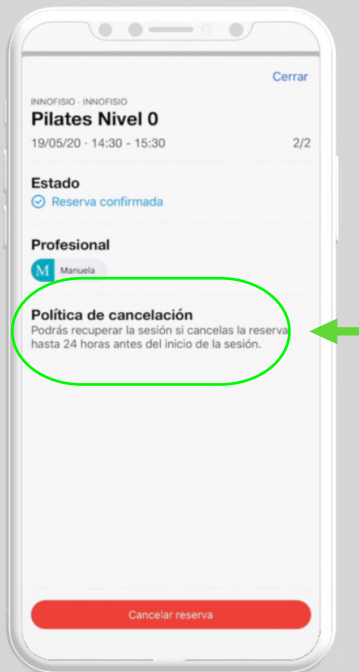 Cerrar
INNOFISIO - INNOFISIO
Pilates Nivel 0
19/05/20 · 14:30 - 15:30 2/2
Estado
Reserva confirmada
Profesional
M Manuela
Política de cancelación
Podrás recuperar la sesión si cancelas la reserva
hasta 24 horas antes del inicio de la sesión.
Cancelar reserva